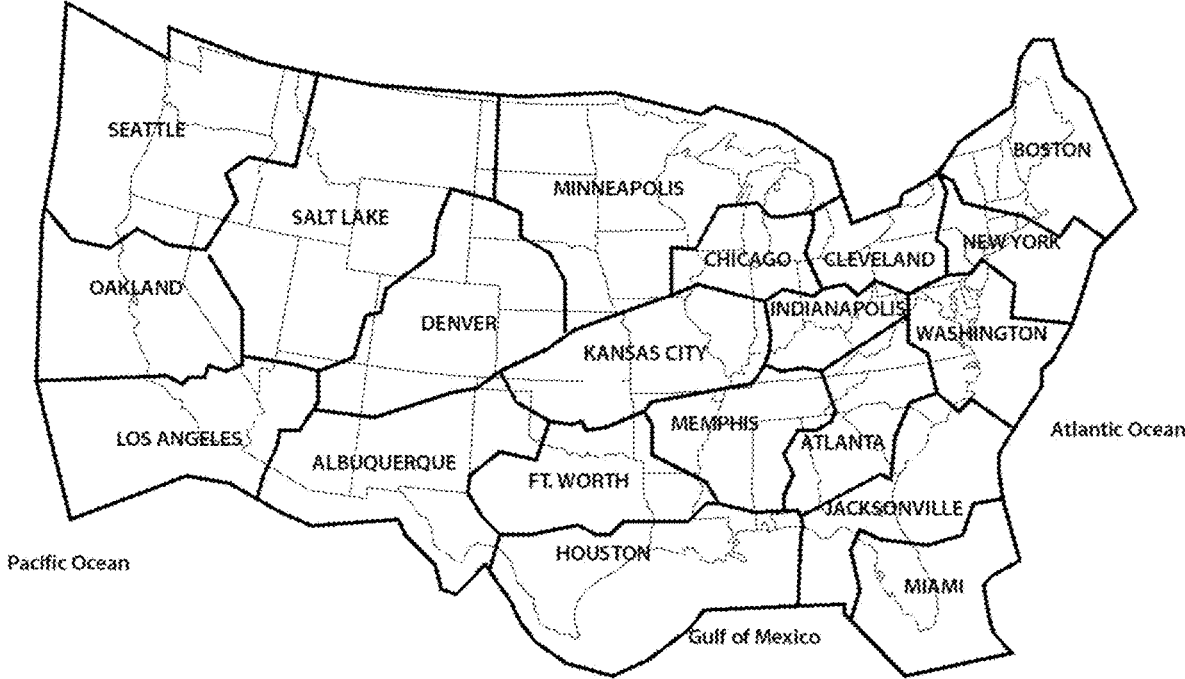 SEATTLE
BOSTON
MINNEAPOLIS
SALT LAKE
NEW YORK
CHICAGO
CLEVELAND
OAKLAND
INDIANAPOLIS
DENVER
WASHINGTON
KANSAS CITY
MEMPHIS
Atlantic Ocean
LOS ANGELES
ATLANTA
ALBUQUERQUE
FT. WORTH
JACKSONVILLE
HOUSTON
Pacific Ocean
MIAMI
Gulf of Mexico